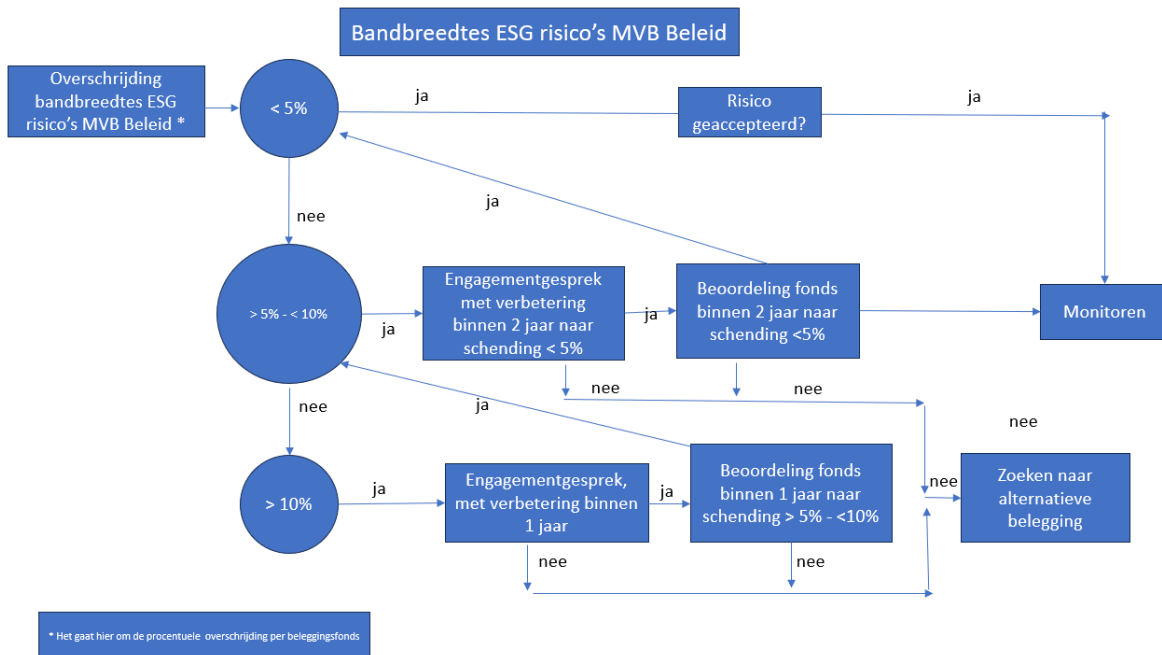 Bandbreedtes ESG risico's MVB Beleid
Overschrijding
bandbreedtes ESG
risico's MVB Beleid *
< 5%
ja
Risico
geaccepteerd?
ja
nee
ja
> 5% - < 10%
ja
Engagementgesprek
met verbetering
binnen 2 jaar naar
schending < 5%
ja
Beoordeling fonds
binnen 2 jaar naar
schending <5%
Monitoren
nee
nee
nee
ja
nee
> 10%
ja
Engagementgesprek,
met verbetering binnen
1 jaar
ja
Beoordeling fonds
binnen 1 jaar naar
schending > 5% - <10%
nee
Zoeken naar
alternatieve
belegging
nee
nee
* Het gaat hier om de procentuele overschrijding per beleggingsfonds